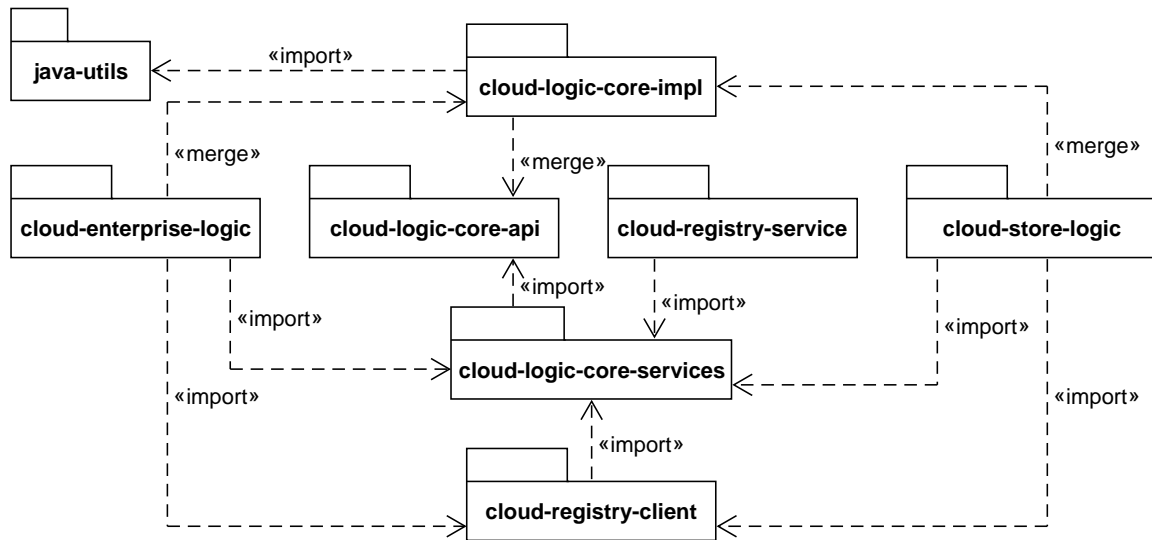 «import»
java-utils
cloud-logic-core-impl
«merge»
«merge»
«merge»
cloud-enterprise-logic
cloud-logic-core-api
cloud-registry-service
cloud-store-logic
«import»
«import»
«import»
«import»
cloud-logic-core-services
«import»
«import»
«import»
cloud-registry-client